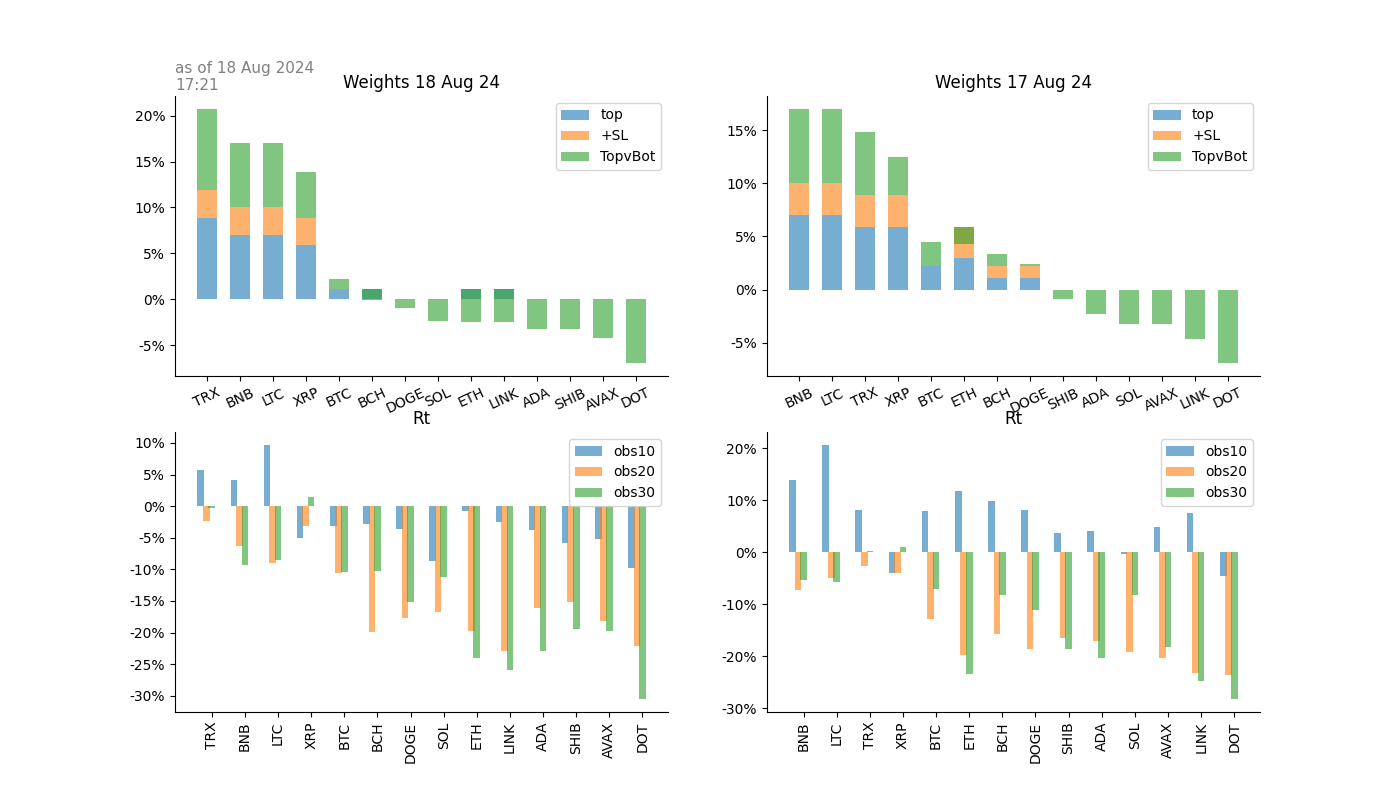 as of 18 Aug 2024
17:21
Weights 18 Aug 24
20%
15%
10%
5%
0%
-5%
top
+SL
TopvBot
TRX BNB LTC XRP BTC BCH DOGE SOL ETH LINK ADA SHIB AVAX DOT
Weights 17 Aug 24
15%
10%
5%
0%
-5%
top
+SL
TopvBot
BNB LTC TRX XRP BTC ETH BCH DOGE SHIB ADA SOL AVAX LINK DOT
Rt
10%
5%
0%
-5%
-10%
-15%
-20%
-25%
-30%
obs10
obs20
obs30
TRX BNB LTC XRP BTC BCH DOGE SOL ETH LINK ADA SHIB AVAX DOT
Rt
20%
10%
0%
-10%
-20%
-30%
obs10
obs20
obs30
BNB LTC TRX XRP BTC ETH BCH DOGE SHIB ADA SOL AVAX LINK DOT